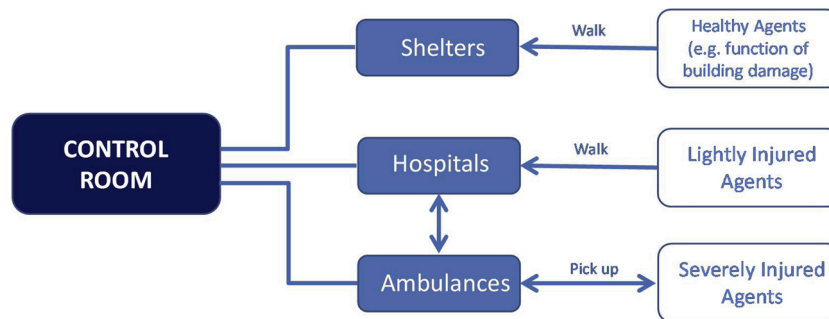 CONTROL
ROOM
Shelters
Walk
Healthy Agents
(e.g. function of
building damage)
Hospitals
Walk
Lightly Injured
Agents
Ambulances
Pick up
Severely Injured
Agents